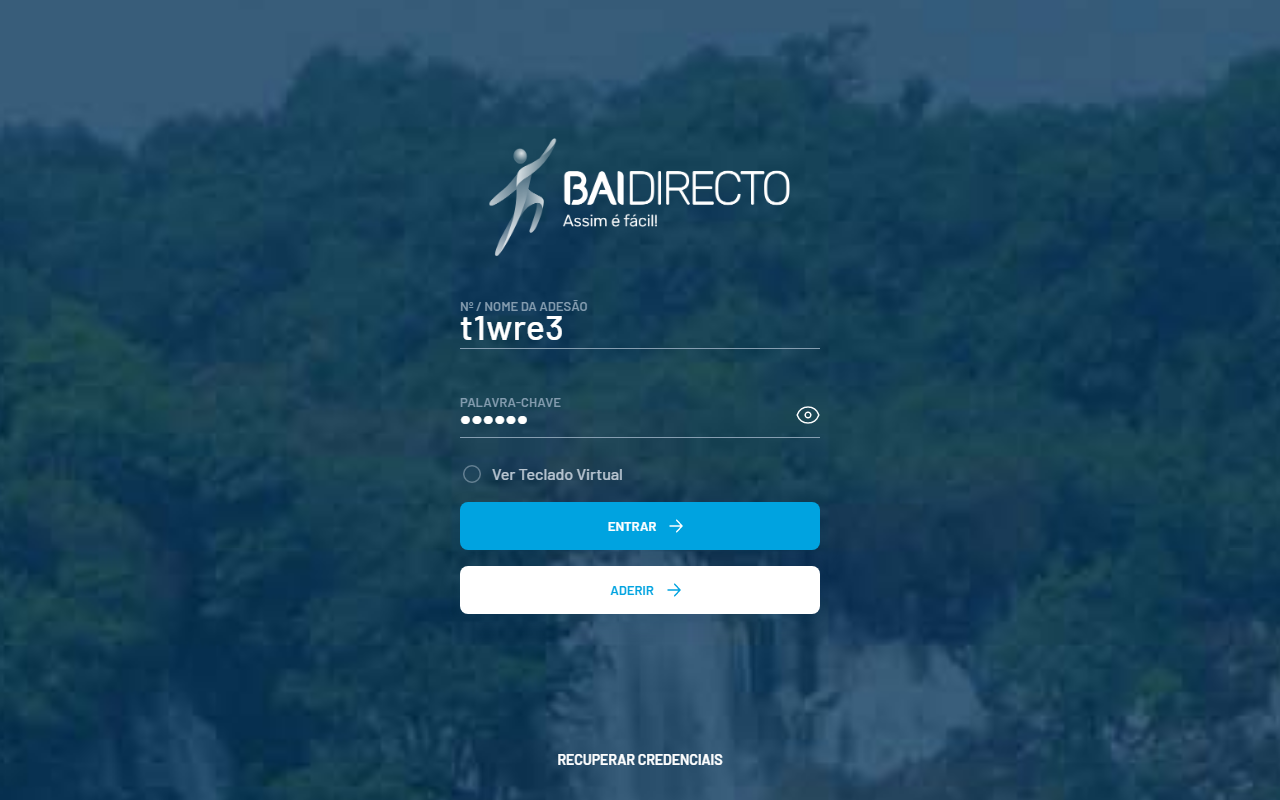 BAIDIRECTO
Assim é fácil!
Nº / NOME DA ADESÃO
t1wre3
PALAVRA-CHAVE
●●●●●●
Ver Teclado Virtual
ENTRAR →
ADERIR →
RECUPERAR CREDENCIAIS